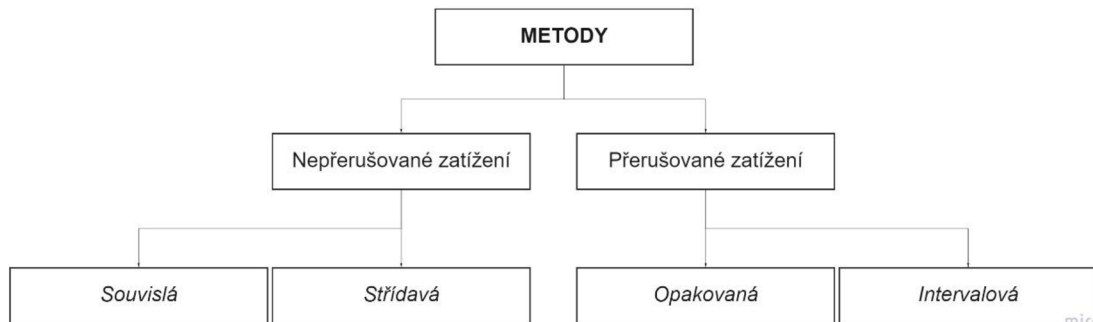 METODY
Nepřerušované zatížení
Přerušované zatížení
Souvislá
Střídavá
Opakovaná
Intervalová